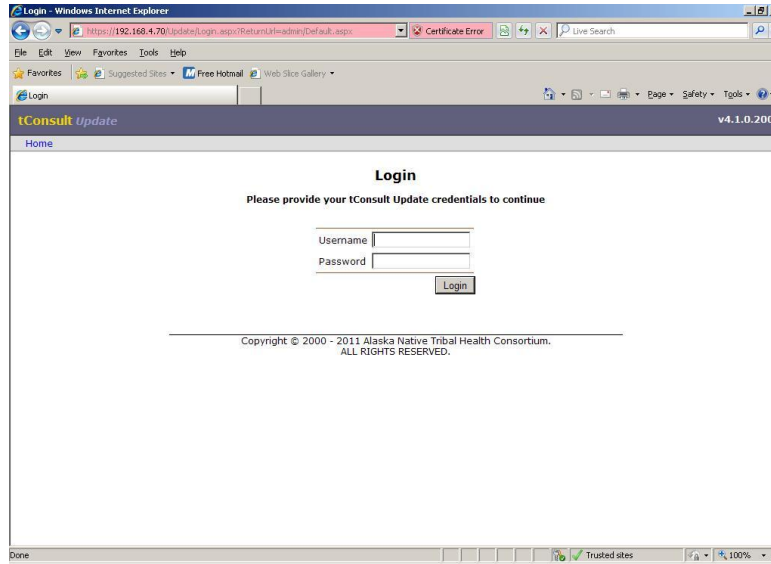 Login - Windows Internet Explorer
https://192.168.4.70/Update/Login.aspx?ReturnUrl=admin/Default.aspx Certificate Error Live Search
File Edit View Favorites Tools Help
Favorites Suggested Sites Free Hotmail Web Slice Gallery
Login Page Safety Tools
tConsult Update v4.1.0.200
Home
Login
Please provide your tConsult Update credentials to continue
Username
Password
Login
Copyright © 2000 - 2011 Alaska Native Tribal Health Consortium.
ALL RIGHTS RESERVED.
Done Trusted sites 100%